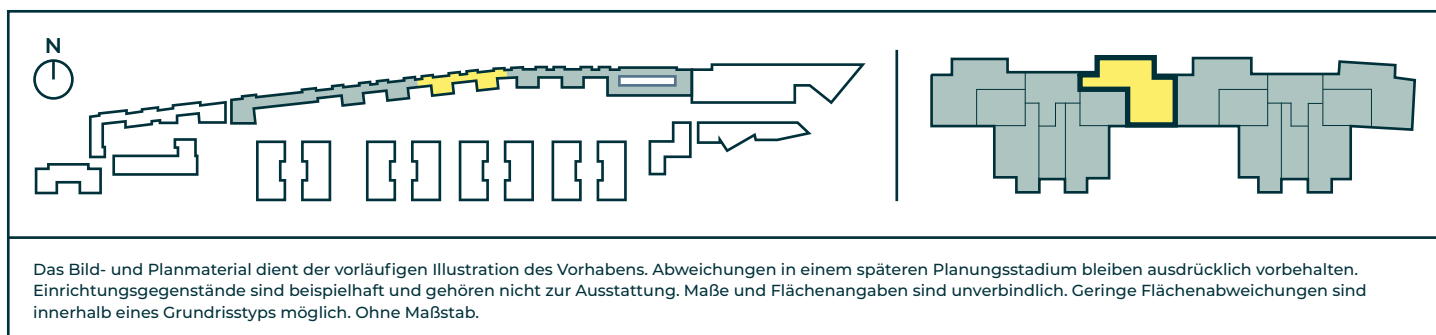 N
Das Bild- und Planmaterial dient der vorläufigen Illustration des Vorhabens. Abweichungen in einem späteren Planungsstadium bleiben ausdrücklich vorbehalten.
Einrichtungsgegenstände sind beispielhaft und gehören nicht zur Ausstattung. Maße und Flächenangaben sind unverbindlich. Geringe Flächenabweichungen sind
innerhalb eines Grundrisstyps möglich. Ohne Maßstab.